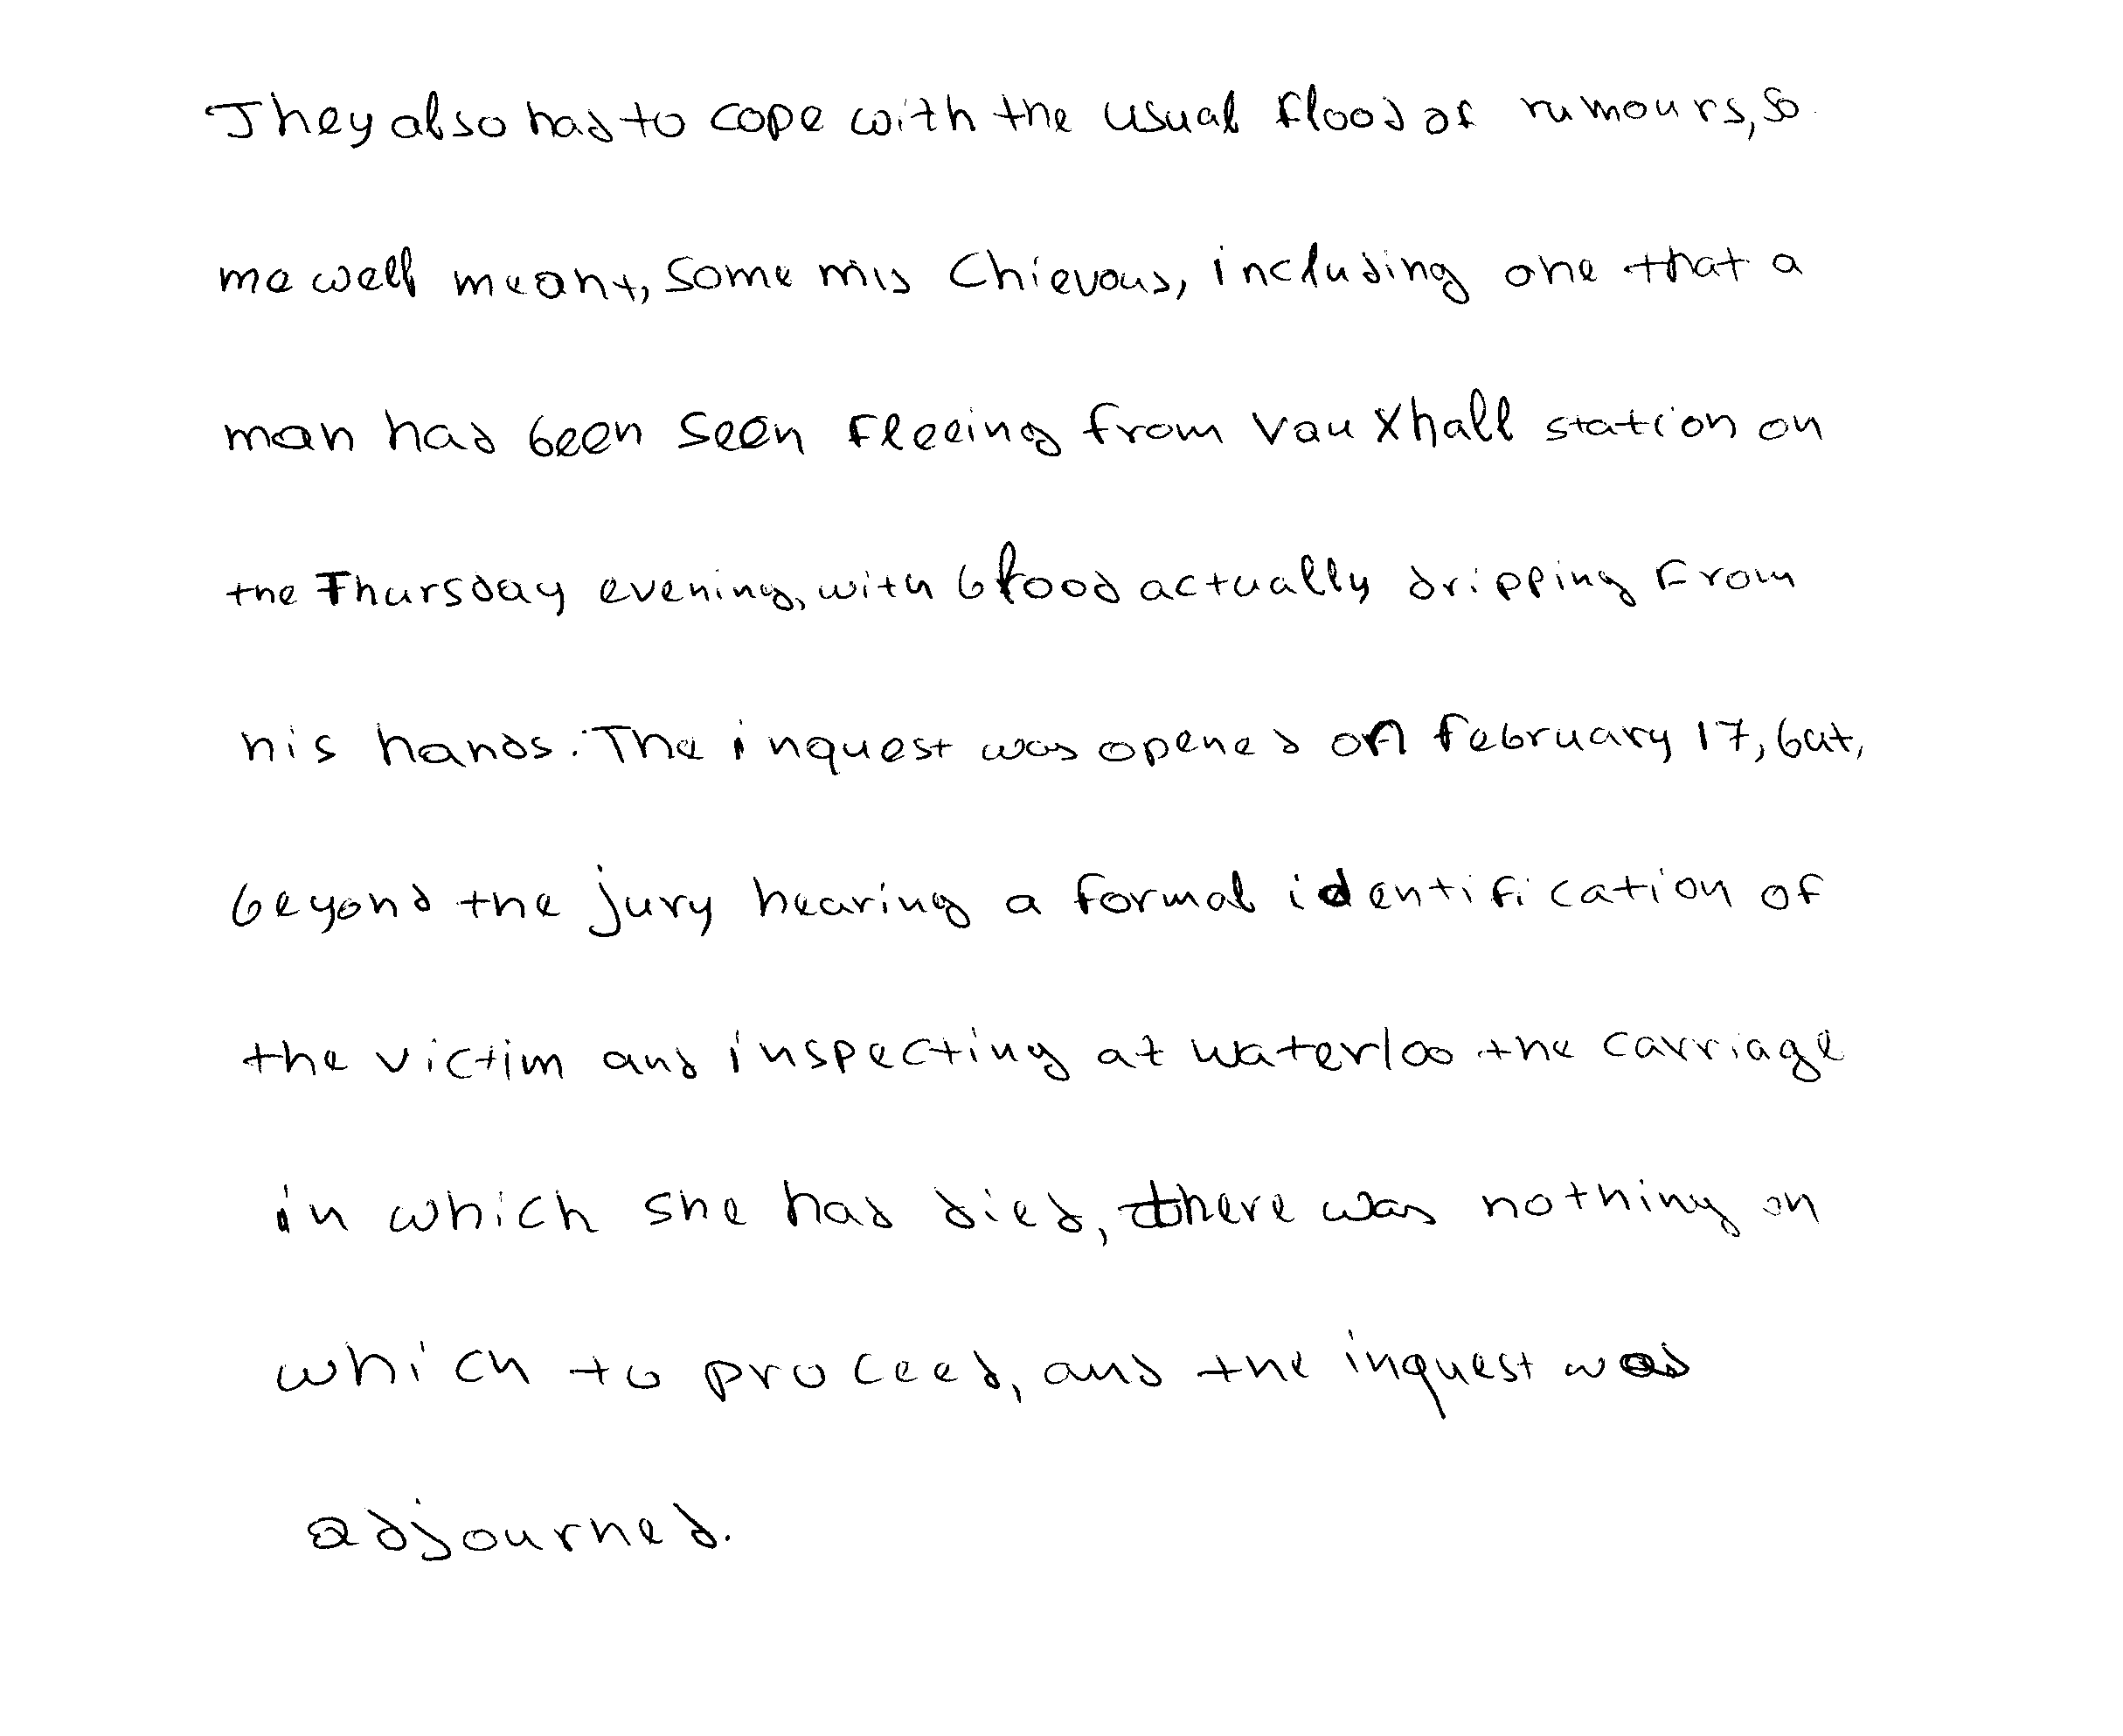 They also had to cope with the usual flood of rumours, so
me well meant, some mis chievous, including one that a
man had been seen fleeing from Vauxhall station on
the Thursday evening, with blood actually dripping from
his hands. The inquest was opened on February 17, but,
beyond the jury hearing a formal identification of
the victim and inspecting at waterloo the carriage
in which she had died, there was nothing on
which to proceed, and the inquest was
adjourned.